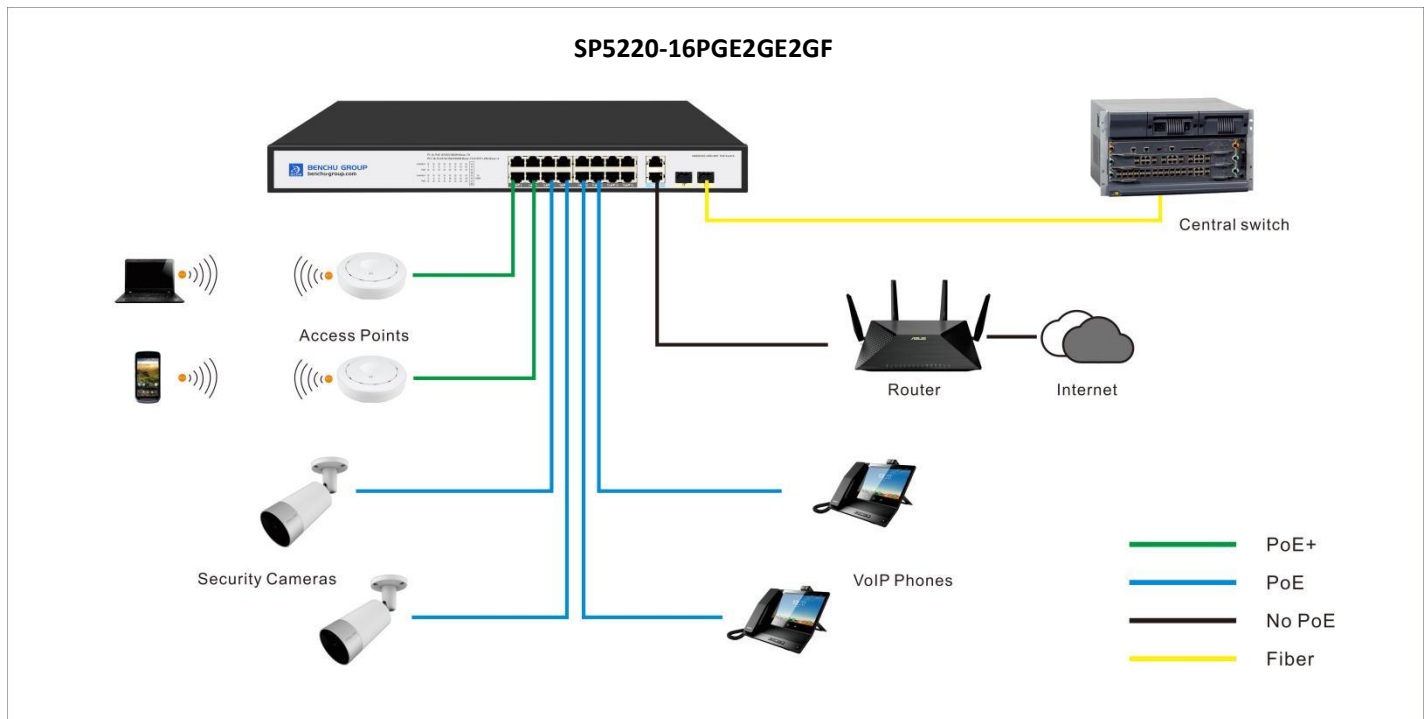 SP5220-16PGE2GE2GF
BENCHU GROUP
benchu-group.com
Central switch
Access Points
Router
Internet
Security Cameras
VoIP Phones
PoE+
PoE
No PoE
Fiber